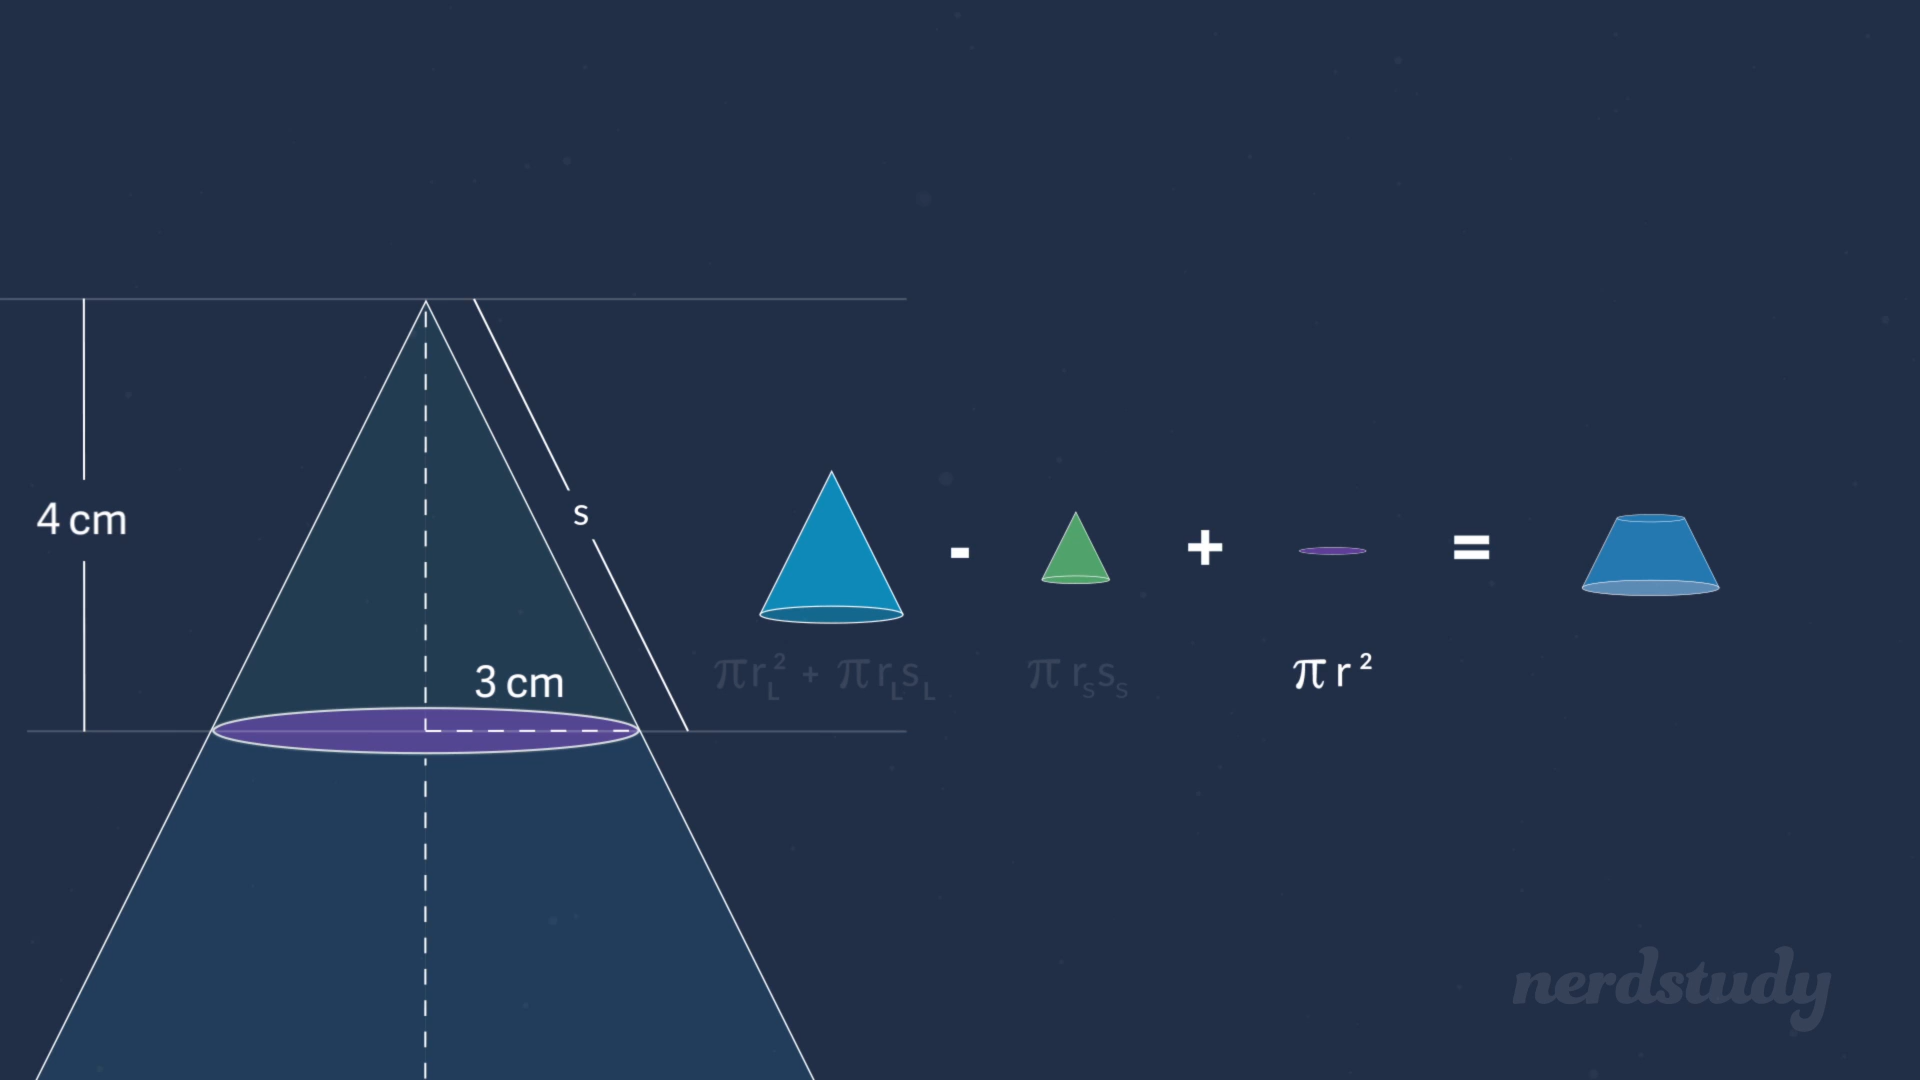 4 cm
s
3 cm
-
+
=
πr_L² + πr_Ls_L
πr_ss_s
πr²
nerdstudy